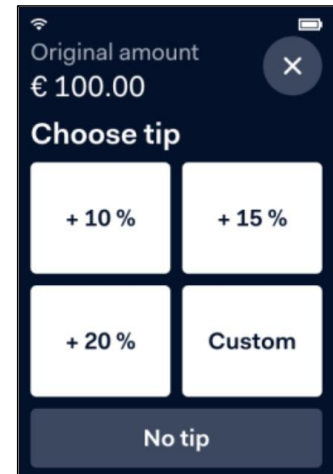 Original amount
€ 100.00
Choose tip
+ 10 %
+ 15 %
+ 20 %
Custom
No tip